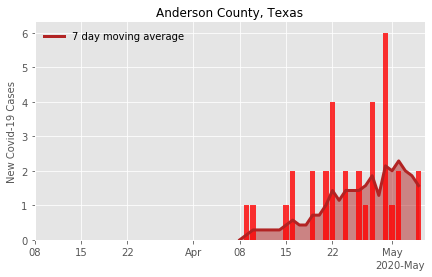 Anderson County, Texas
7 day moving average
New Covid-19 Cases
6
5
4
3
2
1
0
08 15 22 Apr 08 15 22 May
2020-May